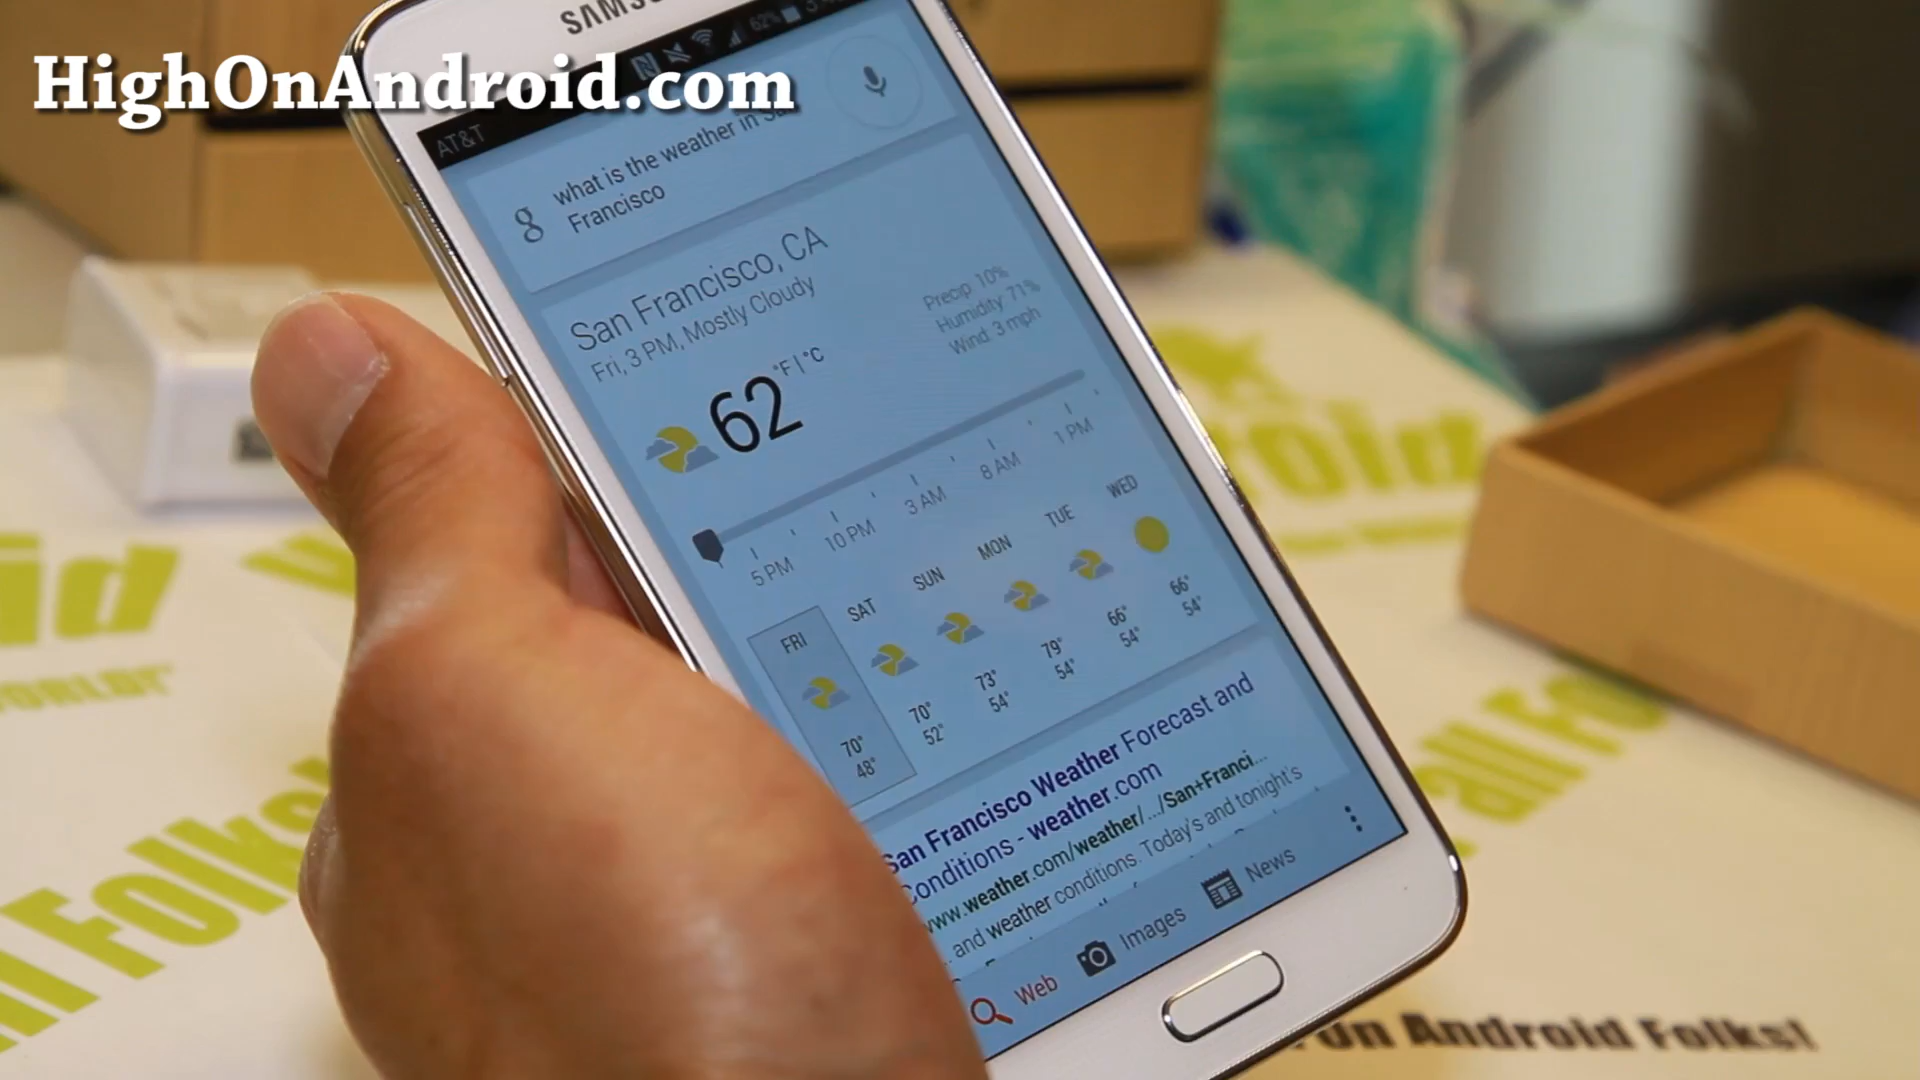 HighOnAndroid.com
62%
AT&T
what is the weather in
Francisco
San Francisco, CA
Fri, 3 PM, Mostly Cloudy
Precip 10%
Humidity 71%
Wind: 3 mph
62 °F | °C
5 PM 10 PM 3 AM 8 AM 1 PM
FRI SAT SUN MON TUE WED
70° 70° 73° 79° 66° 66°
48° 52° 54° 54° 54° 54°
San Francisco Weather Forecast and
Conditions - weather.com
www.weather.com/weather/.../San+Franci...
... and weather conditions. Today's and tonight's
Web Images News
On Android Folks!